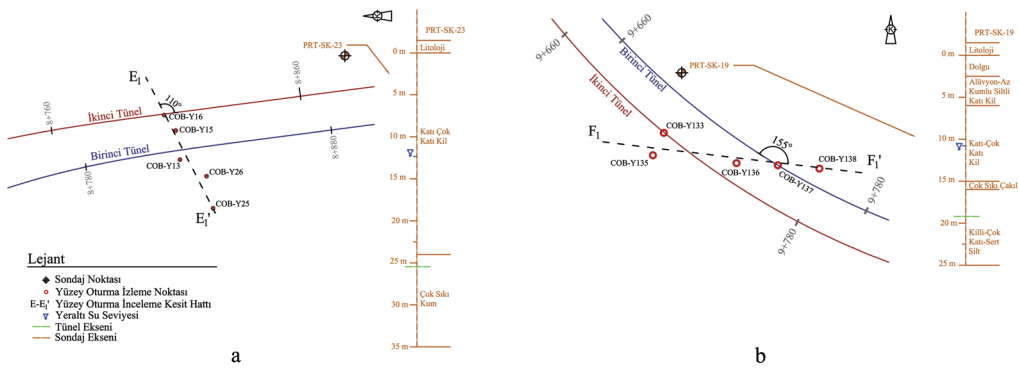 PRT-SK-23
PRT-SK-23
Litoloji
0 m
5 m
10 m
15 m
20 m
25 m
30 m
35 m
Katı Çok
Katı Kil
Çok Sıkı
Kum
E₁
110°
COB-Y16
COB-Y15
COB-Y13
COB-Y26
COB-Y25
E₁'
İkinci Tünel
Birinci Tünel
8+760
8+860
8+780
8+880
Lejant
Sondaj Noktası
Yüzey Oturma İzleme Noktası
E-E₁' Yüzey Oturma İnceleme Kesit Hattı
Yeraltı Su Seviyesi
Tünel Ekseni
Sondaj Ekseni
a
K
9+660
9+660
Birinci Tünel
İkinci Tünel
PRT-SK-19
F₁
155°
COB-Y133
COB-Y135
COB-Y136
COB-Y137
COB-Y138
F₁'
9+780
9+780
PRT-SK-19
Litoloji
0 m
Dolgu
Alüvyon-Az
Kumlu Siltli
Katı Kil
5 m
10 m
Katı-Çok
Katı
Kil
15 m
Çok Sıkı Çakıl
20 m
Killi-Çok
Katı-Sert
Silt
25 m
b